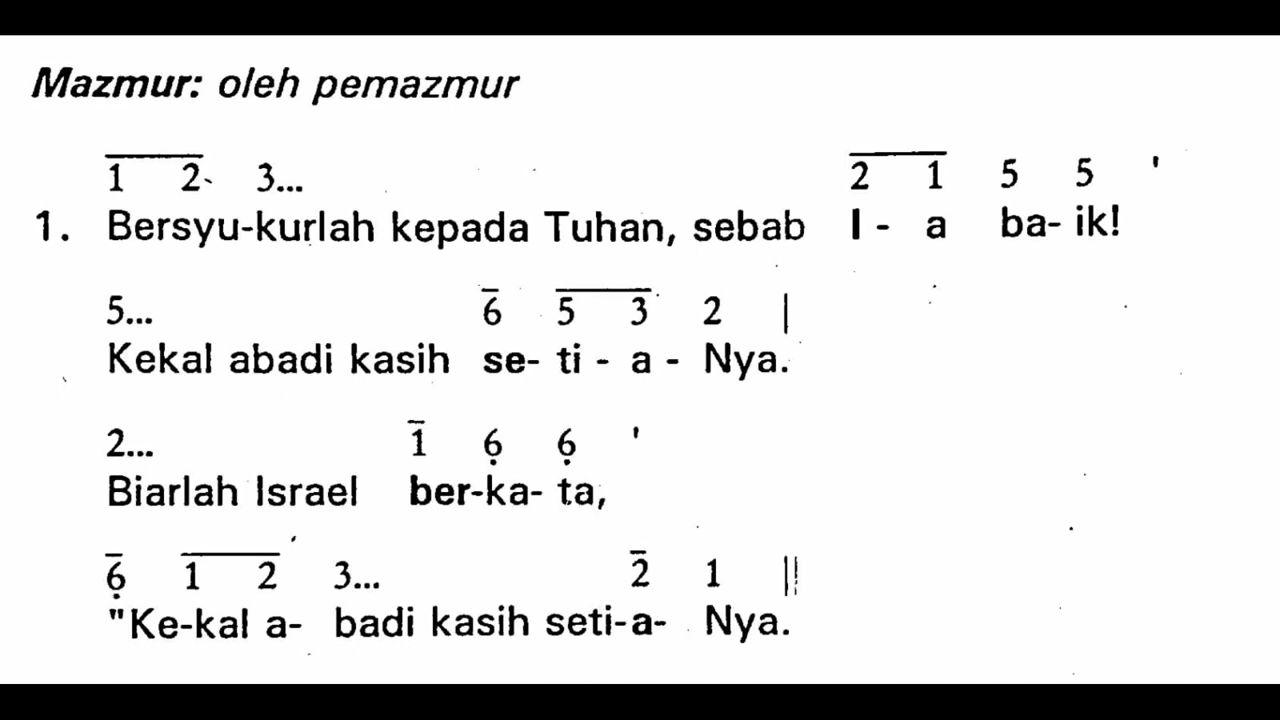 Mazmur: oleh pemazmur
1 2 3... 2 1 5 5 '
1. Bersyu-kurlah kepada Tuhan, sebab I - a ba- ik!
5... 6 5 3 2 |
Kekal abadi kasih se- ti - a - Nya.
2... 1 6̣ 6̣ '
Biarlah Israel ber-ka- ta,
6̣ 1 2 3... 2 1 ||
"Ke-kal a- badi kasih seti-a- Nya.